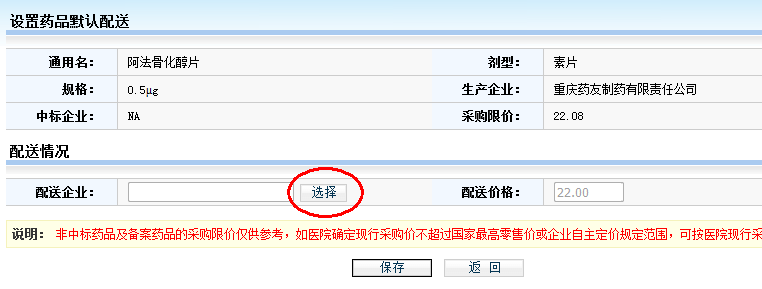 设置药品默认配送
通用名： 阿法骨化醇片 剂型： 素片
规格： 0.5μg 生产企业： 重庆药友制药有限责任公司
中标企业： NA 采购限价： 22.08
配送情况
配送企业： 选择 配送价格： 22.00
说明： 非中标药品及备案药品的采购限价仅供参考，如医院确定现行采购价不超过国家最高零售价或企业自主定价规定范围，可按医院现行采
保存 返 回